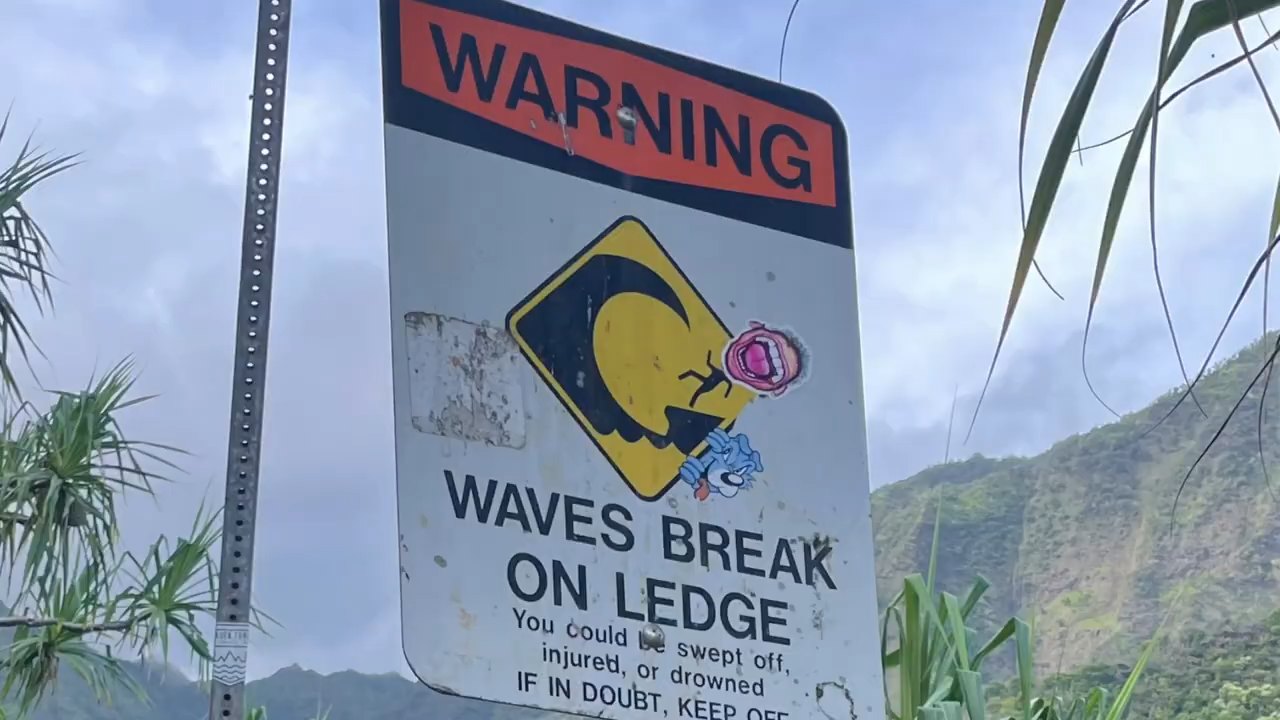 WARNING
WAVES BREAK
ON LEDGE
You could be swept off,
injured, or drowned
IF IN DOUBT, KEEP OFF